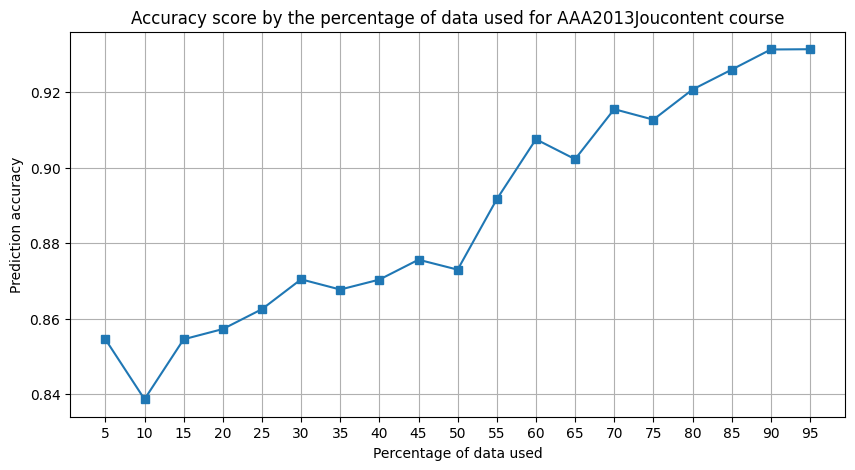 Accuracy score by the percentage of data used for AAA2013Joucontent course
Prediction accuracy
0.92
0.90
0.88
0.86
0.84
5 10 15 20 25 30 35 40 45 50 55 60 65 70 75 80 85 90 95
Percentage of data used